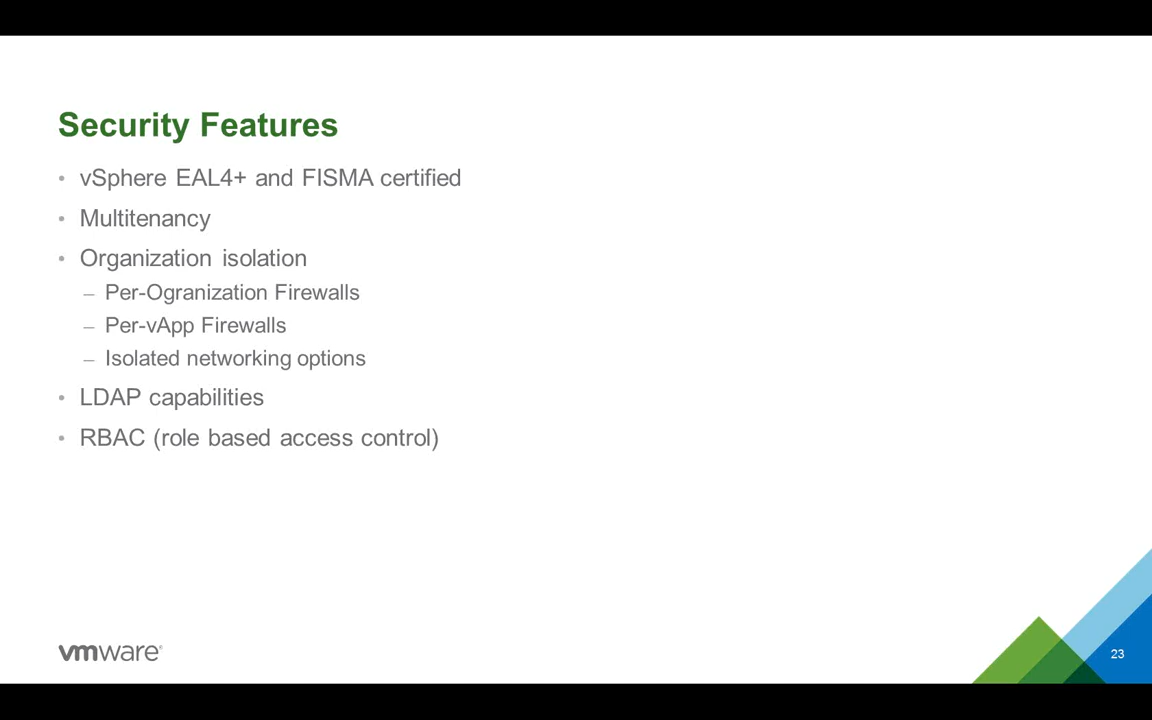 Security Features
• vSphere EAL4+ and FISMA certified
• Multitenancy
• Organization isolation
– Per-Ogranization Firewalls
– Per-vApp Firewalls
– Isolated networking options
• LDAP capabilities
• RBAC (role based access control)
vmware®
23